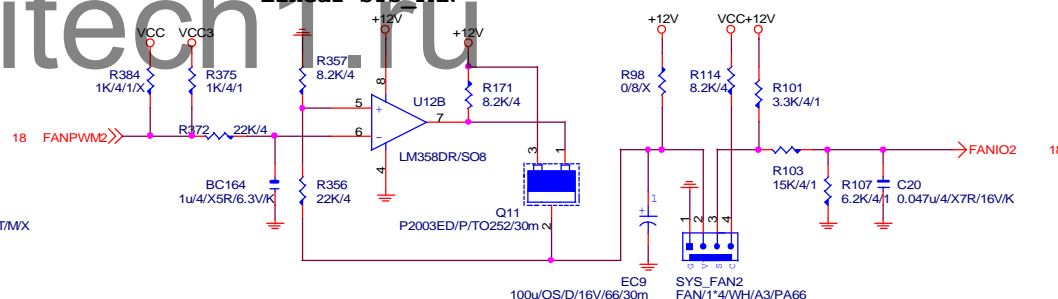 itech1.ru
+12V
+12V
+12V
VCC+12V
VCC
VCC3
R384
1K/4/1/X
R375
1K/4/1
R357
8.2K/4
8
U12B
5
+
7
6
−
4
LM358DR/SO8
R171
8.2K/4
R98
0/8/X
R114
8.2K/4
R101
3.3K/4/1
18 FANPWM2
R372 22K/4
FANIO2 18
BC164
1u/4/X5R/6.3V/K
R356
22K/4
3
1
2
Q11
P2003ED/P/TO252/30m
R103
15K/4/1
R107
6.2K/4/1
C20
0.047u/4/X7R/16V/K
T/M/X
+
1
1
2
3
4
G
V
S
C
EC9
100u/OS/D/16V/66/30m
SYS_FAN2
FAN/1*4/WH/A3/PA66